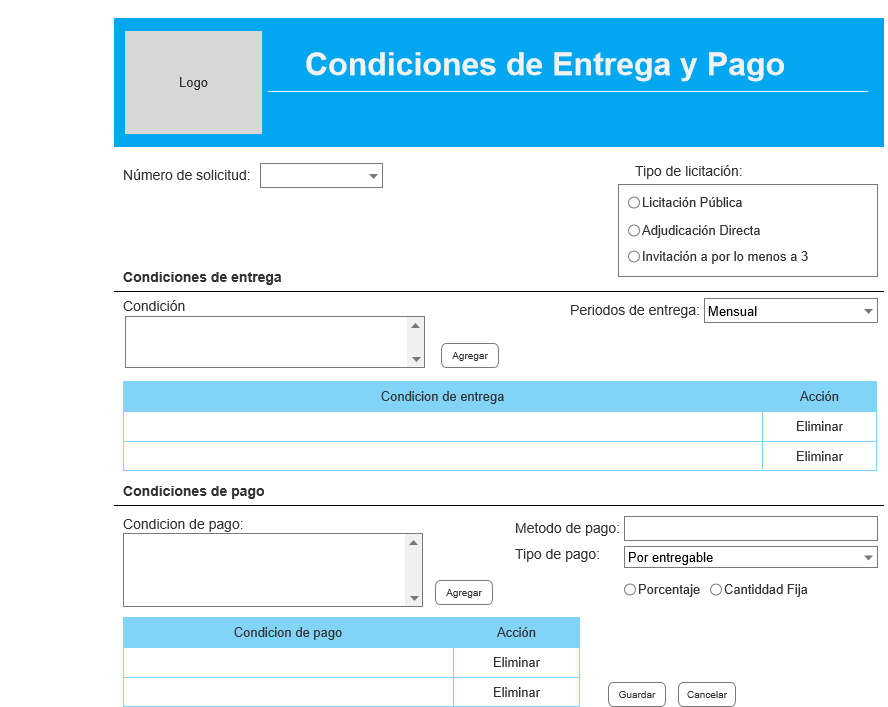 Logo
Condiciones de Entrega y Pago
Número de solicitud:
Tipo de licitación:
Licitación Pública
Adjudicación Directa
Invitación a por lo menos a 3
Condiciones de entrega
Condición
Periodos de entrega: Mensual
Agregar
Condicion de entrega Acción
Eliminar
Eliminar
Condiciones de pago
Condicion de pago:
Metodo de pago:
Tipo de pago: Por entregable
Porcentaje Cantiddad Fija
Agregar
Condicion de pago Acción
Eliminar
Eliminar
Guardar Cancelar